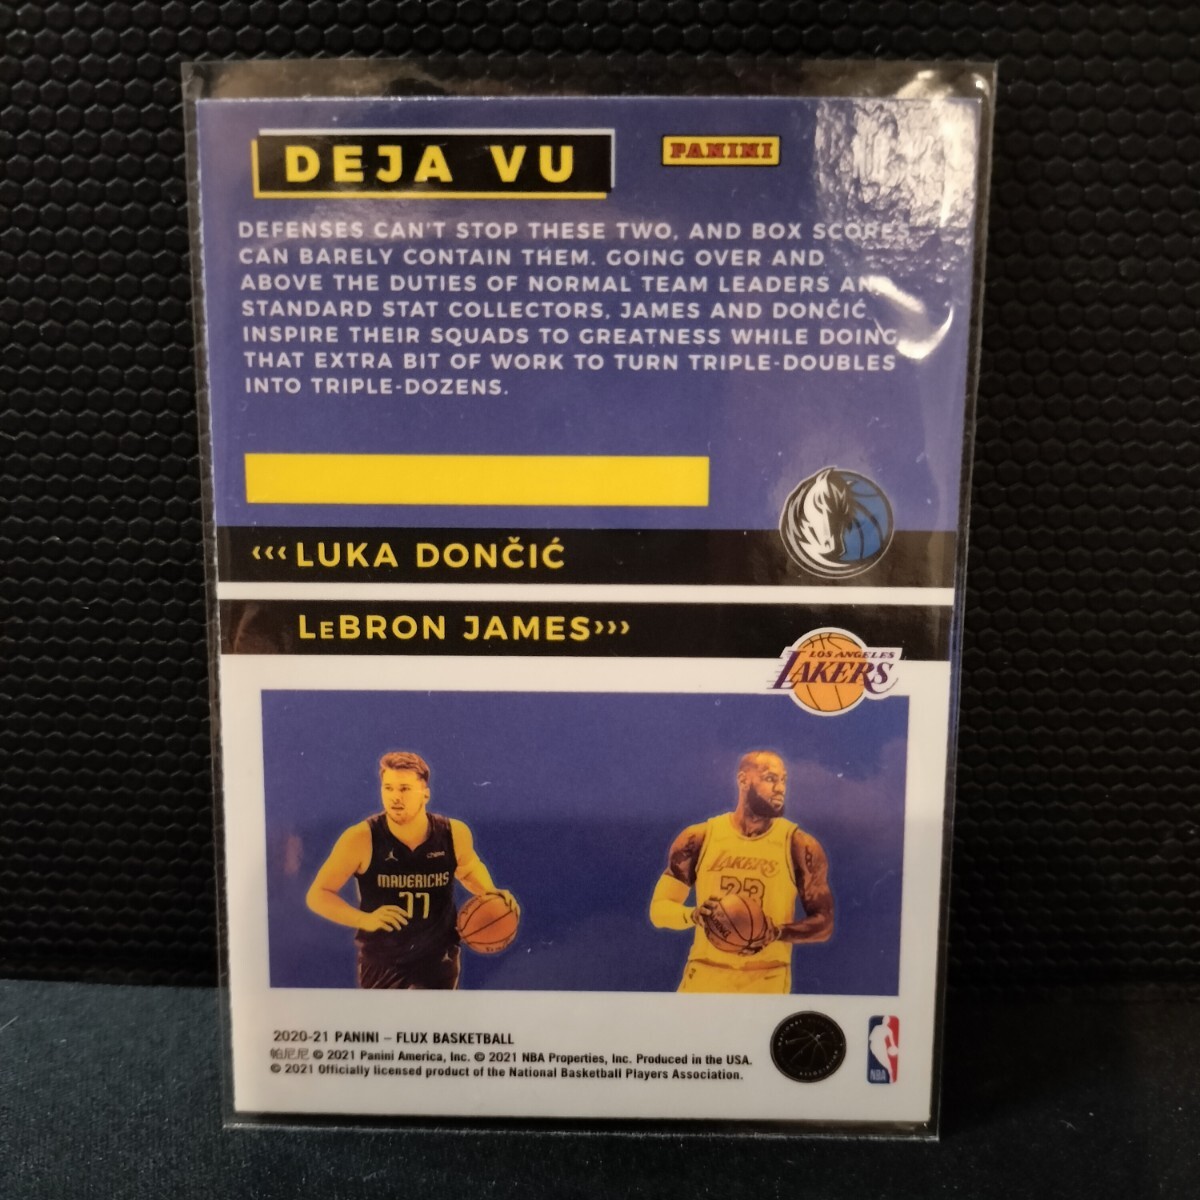 DEJA VU
PANINI
DEFENSES CAN'T STOP THESE TWO, AND BOX SCORES
CAN BARELY CONTAIN THEM. GOING OVER AND
ABOVE THE DUTIES OF NORMAL TEAM LEADERS AND
STANDARD STAT COLLECTORS, JAMES AND DONČIĆ
INSPIRE THEIR SQUADS TO GREATNESS WHILE DOING
THAT EXTRA BIT OF WORK TO TURN TRIPLE-DOUBLES
INTO TRIPLE-DOZENS.
‹‹‹LUKA DONČIĆ
LeBRON JAMES›››
LOS ANGELES
LAKERS
MAVERICKS
77
LAKERS
23
2020-21 PANINI – FLUX BASKETBALL
帕尼尼 © 2021 Panini America, Inc. © 2021 NBA Properties, Inc. Produced in the USA.
© 2021 Officially licensed product of the National Basketball Players Association.
NBA